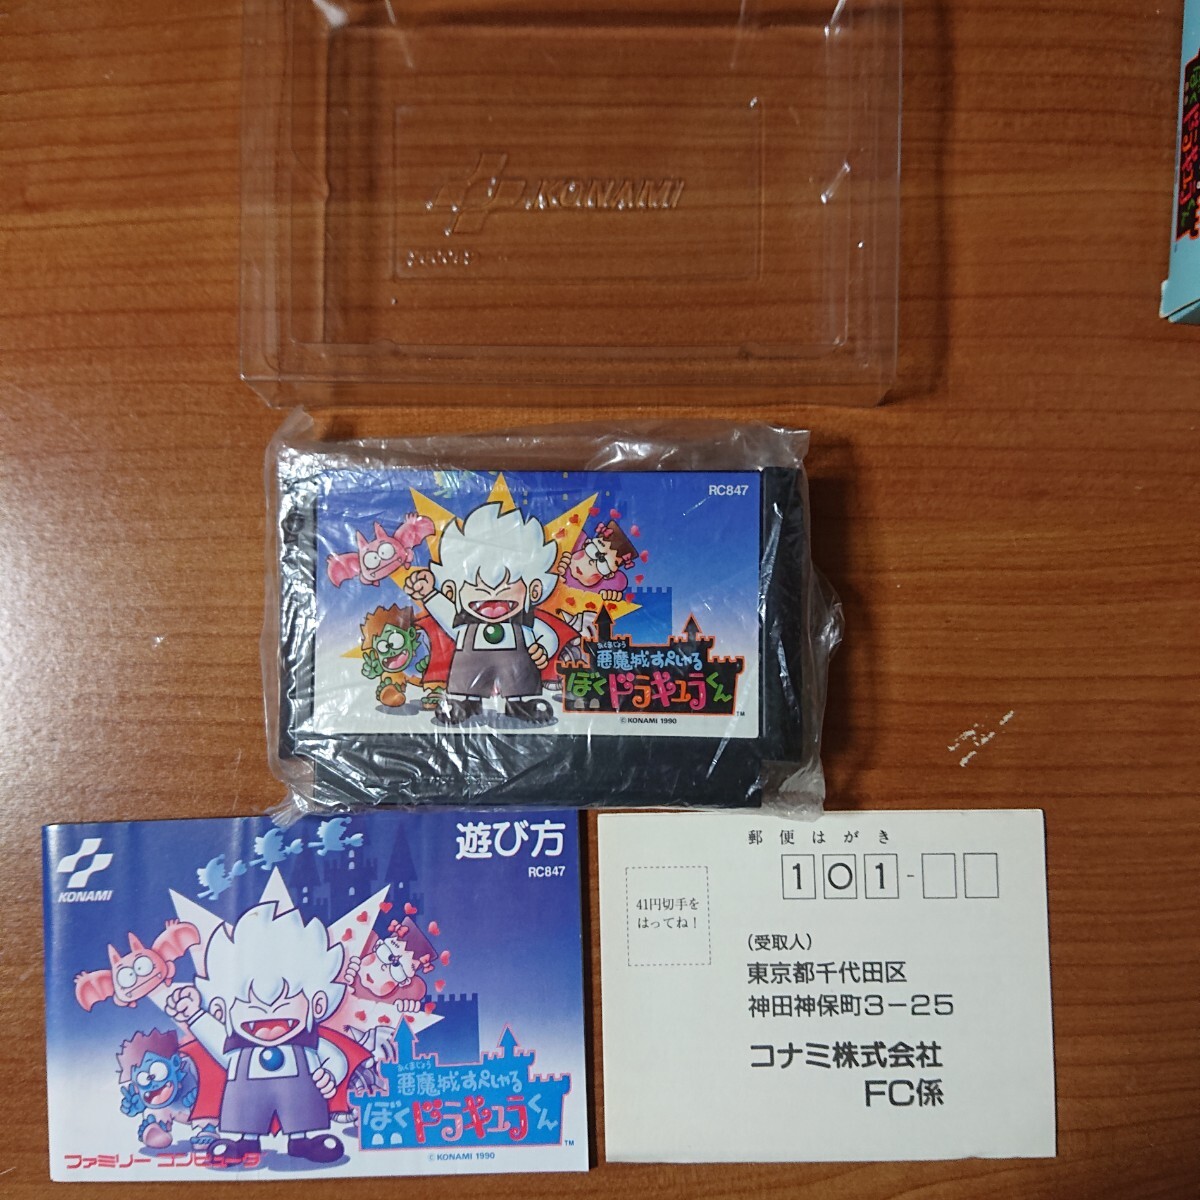 KONAMI
RC847
あくまじょう
悪魔城すぺしゃる
ぼくドラキュラくん
TM
© KONAMI 1990
KONAMI
遊び方
RC847
あくまじょう
悪魔城すぺしゃる
ぼくドラキュラくん
TM
ファミリーコンピュータ
© KONAMI 1990
郵便はがき
101-
41円切手を
はってね!
(受取人)
東京都千代田区
神田神保町3-25
コナミ株式会社
FC係